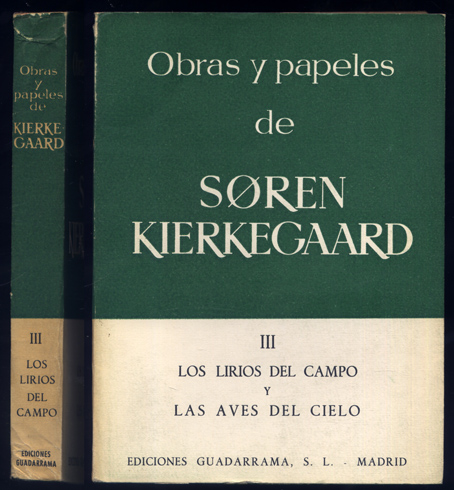 Obras
y
papeles
de
KIERKE-
GAARD
III
LOS
LIRIOS
DEL
CAMPO
EDICIONES
GUADARRAMA
Obras y papeles
de
SØREN
KIERKEGAARD
III
LOS LIRIOS DEL CAMPO
Y
LAS AVES DEL CIELO
EDICIONES GUADARRAMA, S. L. - MADRID